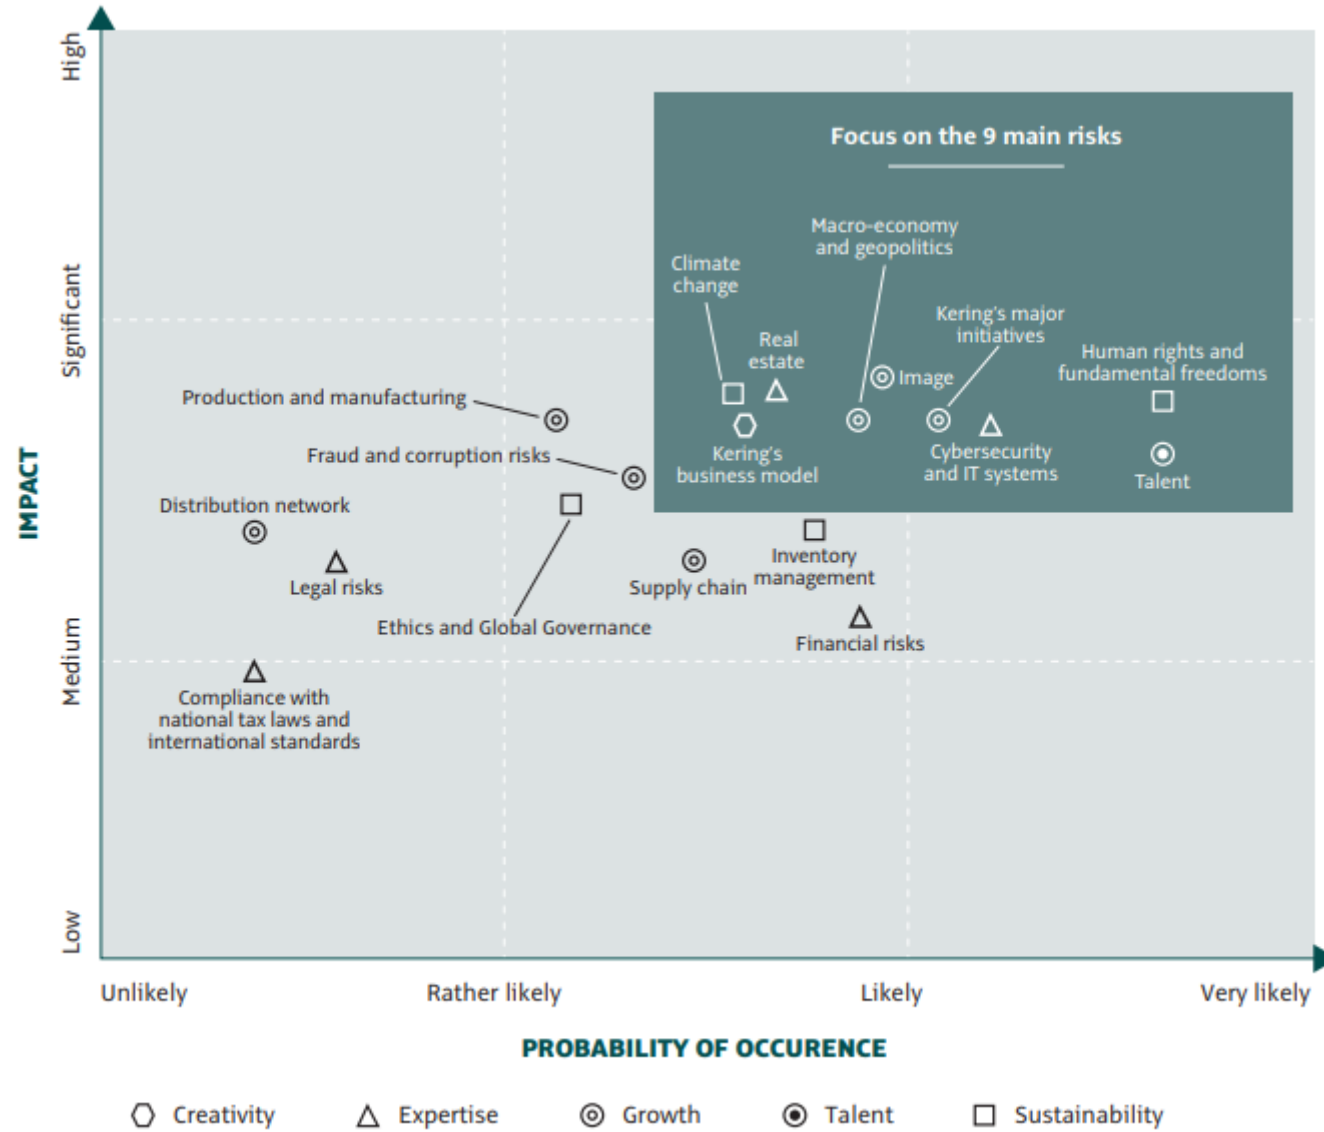 High
Significant
Medium
Low
IMPACT
Focus on the 9 main risks
Macro-economy
and geopolitics
Climate
change
Kering's major
initiatives
Real
estate
Human rights and
fundamental freedoms
Image
Production and manufacturing
Fraud and corruption risks
Kering's
business model
Cybersecurity
and IT systems
Talent
Distribution network
Legal risks
Ethics and Global Governance
Supply chain
Inventory
management
Financial risks
Compliance with
national tax laws and
international standards
Unlikely
Rather likely
Likely
Very likely
PROBABILITY OF OCCURENCE
Creativity
Expertise
Growth
Talent
Sustainability